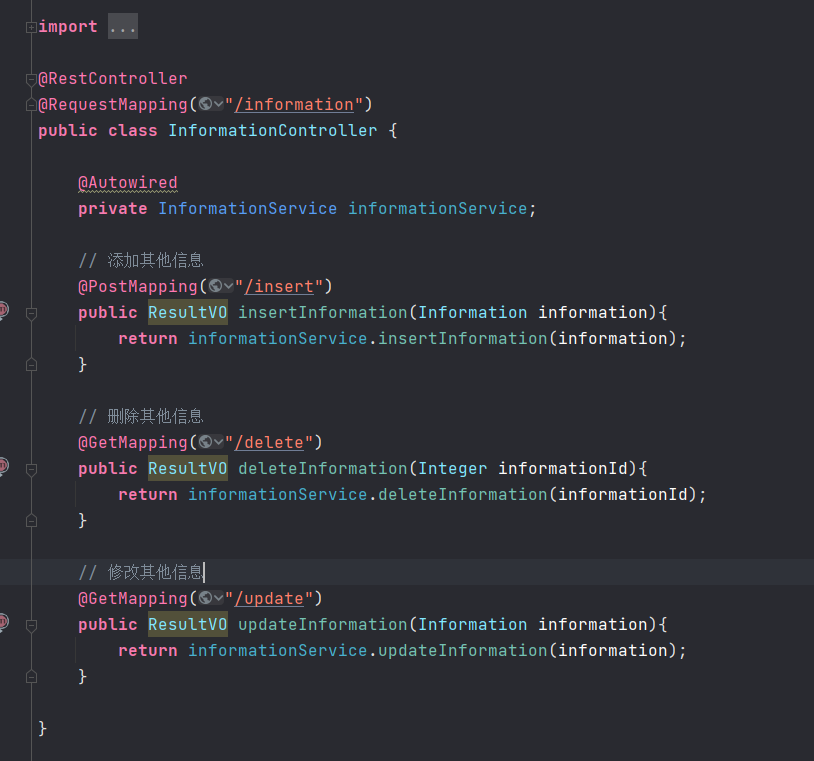 import ...
@RestController
@RequestMapping("/information")
public class InformationController {
@Autowired
private InformationService informationService;
// 添加其他信息
@PostMapping("/insert")
public ResultVO insertInformation(Information information){
return informationService.insertInformation(information);
}
// 删除其他信息
@GetMapping("/delete")
public ResultVO deleteInformation(Integer informationId){
return informationService.deleteInformation(informationId);
}
// 修改其他信息
@GetMapping("/update")
public ResultVO updateInformation(Information information){
return informationService.updateInformation(information);
}
}